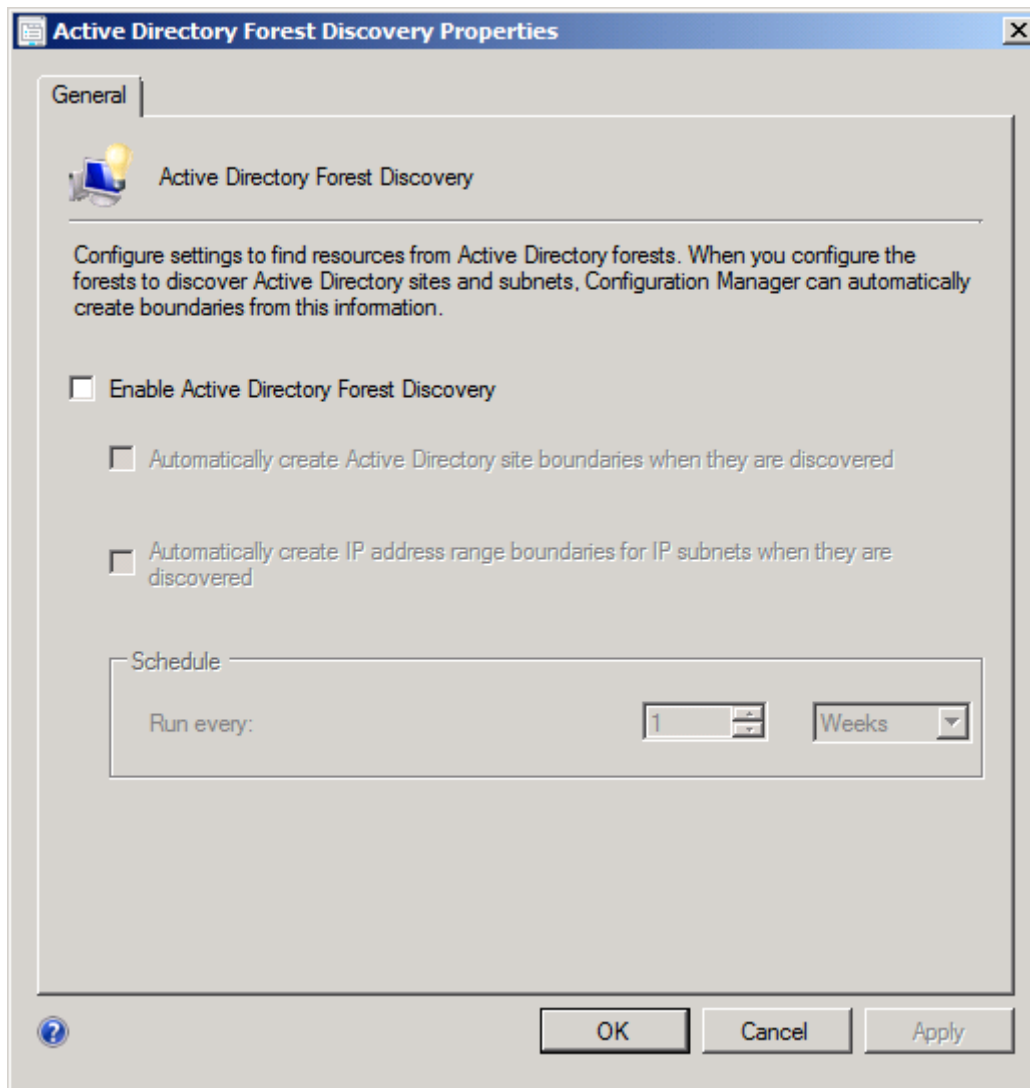 Active Directory Forest Discovery Properties
General
Active Directory Forest Discovery
Configure settings to find resources from Active Directory forests. When you configure the
forests to discover Active Directory sites and subnets, Configuration Manager can automatically
create boundaries from this information.
Enable Active Directory Forest Discovery
Automatically create Active Directory site boundaries when they are discovered
Automatically create IP address range boundaries for IP subnets when they are
discovered
Schedule
Run every:
1
Weeks
OK
Cancel
Apply